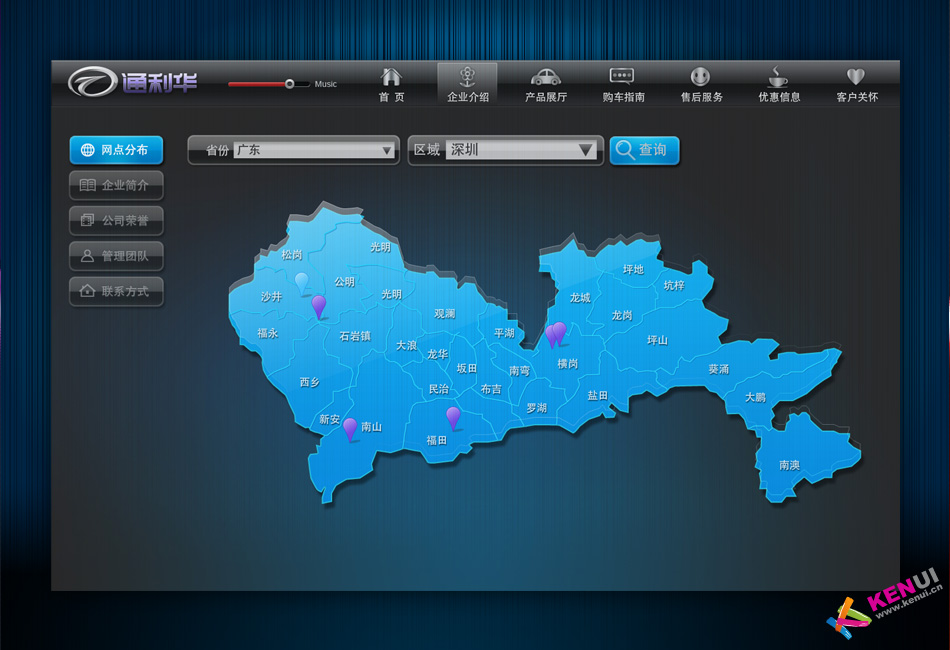 通利华
Music
首 页
企业介绍
产品展厅
购车指南
售后服务
优惠信息
客户关怀
网点分布
企业简介
公司荣誉
管理团队
联系方式
省份 广东
区域 深圳
查询
松岗
光明
公明
沙井
光明
福永
石岩镇
观澜
大浪
龙华
平湖
坂田
西乡
民治
布吉
南弯
新安
南山
福田
罗湖
盐田
横岗
龙城
龙岗
坪地
坑梓
坪山
葵涌
大鹏
南澳
KENUI
www.kenui.cn